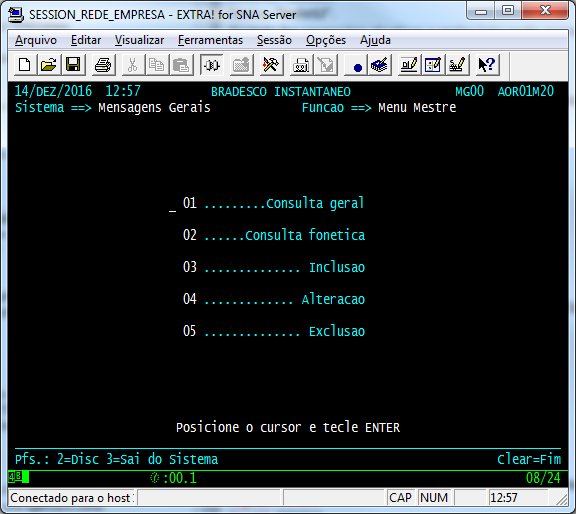 SESSION_REDE_EMPRESA - EXTRA! for SNA Server
Arquivo Editar Visualizar Ferramentas Sessão Opções Ajuda
14/DEZ/2016 12:57 BRADESCO INSTANTANEO MG00 AOR01M20
Sistema ==> Mensagens Gerais Funcao ==> Menu Mestre
_ 01 .........Consulta geral
02 ......Consulta fonetica
03 .............. Inclusao
04 ............. Alteracao
05 .............. Exclusao
Posicione o cursor e tecle ENTER
Pfs.: 2=Disc 3=Sai do Sistema Clear=Fim
4B :00.1 08/24
Conectado para o host CAP NUM 12:57